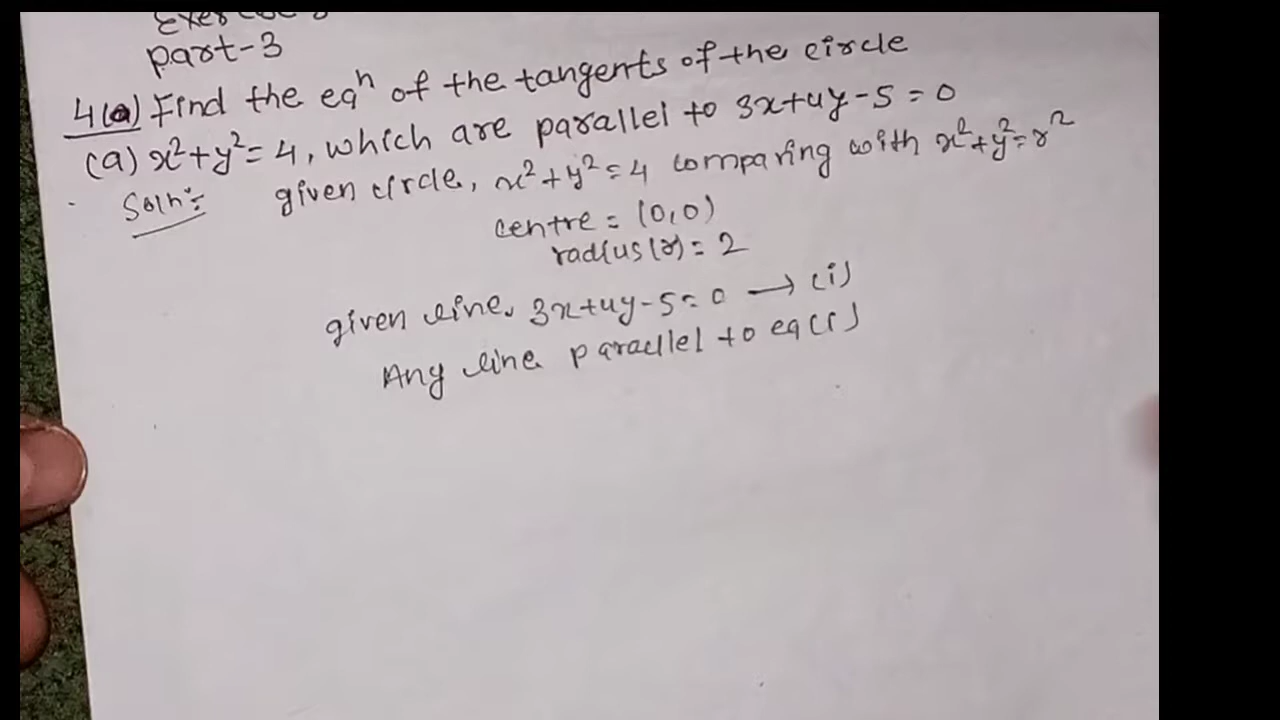 part-3
4(a) Find the eqⁿ of the tangents of the circle
(a) x²+y²=4, which are parallel to 3x+4y-5=0
Solⁿ:- given circle, x²+y²=4 comparing with x²+y²=r²
centre = (0,0)
radius(r)= 2
given line, 3x+4y-5=0 → (i)
Any line parallel to eq(i)